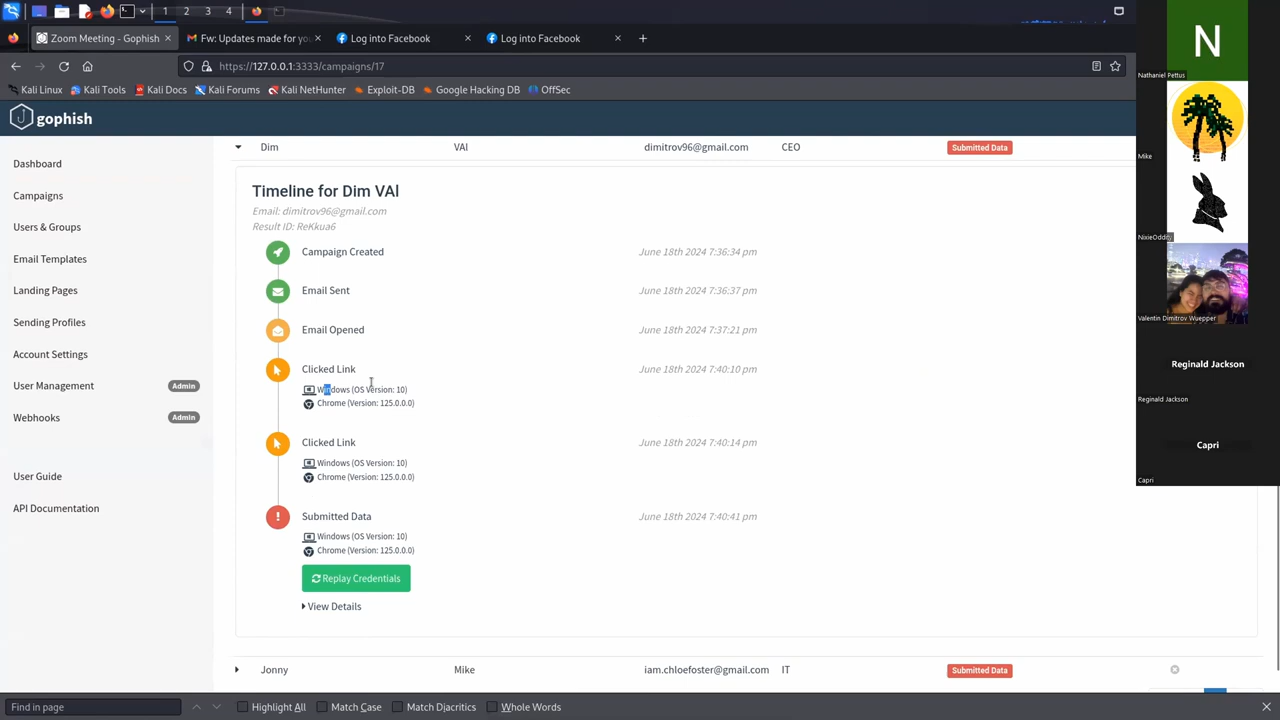 1 2 3 4
Zoom Meeting - Gophish
Fw: Updates made for yo
Log into Facebook
Log into Facebook
https://127.0.0.1:3333/campaigns/17
Kali Linux Kali Tools Kali Docs Kali Forums Kali NetHunter Exploit-DB OffSec
gophish
Dashboard
Campaigns
Users & Groups
Email Templates
Landing Pages
Sending Profiles
Account Settings
User Management Admin
Webhooks Admin
User Guide
API Documentation
Dim VAI dimitrov96@gmail.com CEO Submitted Data
Timeline for Dim VAI
Email: dimitrov96@gmail.com
Result ID: ReKkua6
Campaign Created June 18th 2024 7:36:34 pm
Email Sent June 18th 2024 7:36:37 pm
Email Opened June 18th 2024 7:37:21 pm
Clicked Link June 18th 2024 7:40:10 pm
Windows (OS Version: 10)
Chrome (Version: 125.0.0.0)
Clicked Link June 18th 2024 7:40:14 pm
Windows (OS Version: 10)
Chrome (Version: 125.0.0.0)
Submitted Data June 18th 2024 7:40:41 pm
Windows (OS Version: 10)
Chrome (Version: 125.0.0.0)
Replay Credentials
View Details
Jonny Mike iam.chloefoster@gmail.com IT Submitted Data
Find in page Highlight All Match Case Match Diacritics Whole Words
N
Nathaniel Pettus
Mike
NixieOddity
Valentin Dimitrov Wuepper
Reginald Jackson
Reginald Jackson
Capri
Capri